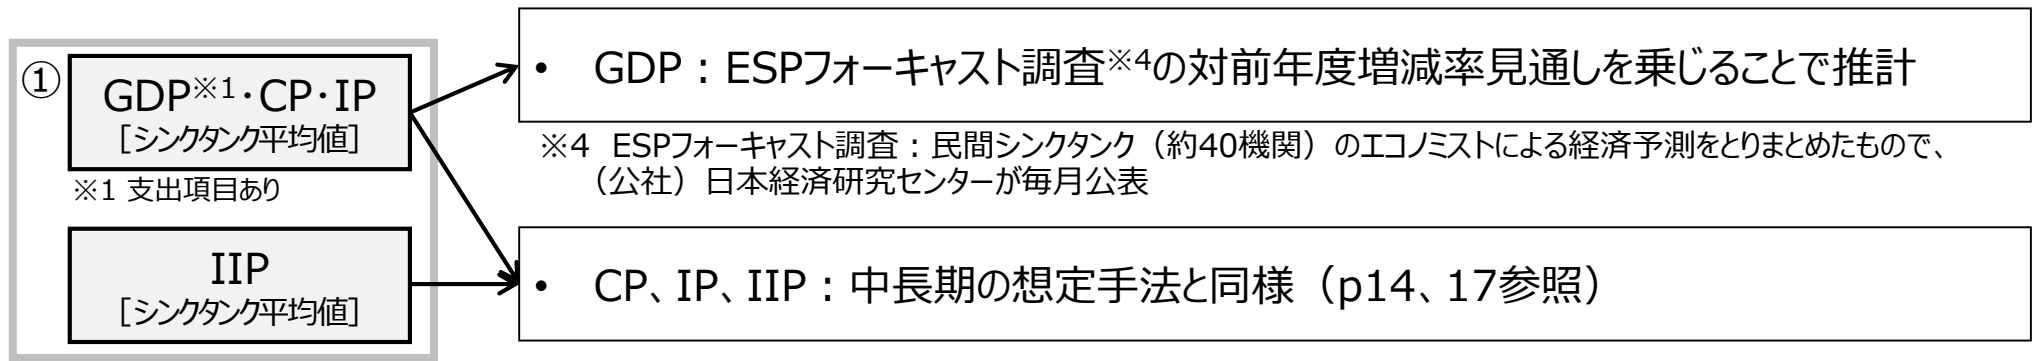 ①
GDP※1・CP・IP
［シンクタンク平均値］
※1 支出項目あり
IIP
［シンクタンク平均値］
• GDP：ESPフォーキャスト調査※4の対前年度増減率見通しを乗じることで推計
※4 ESPフォーキャスト調査：民間シンクタンク（約40機関）のエコノミストによる経済予測をとりまとめたもので、
（公社）日本経済研究センターが毎月公表
• CP、IP、IIP：中長期の想定手法と同様（p14、17参照）